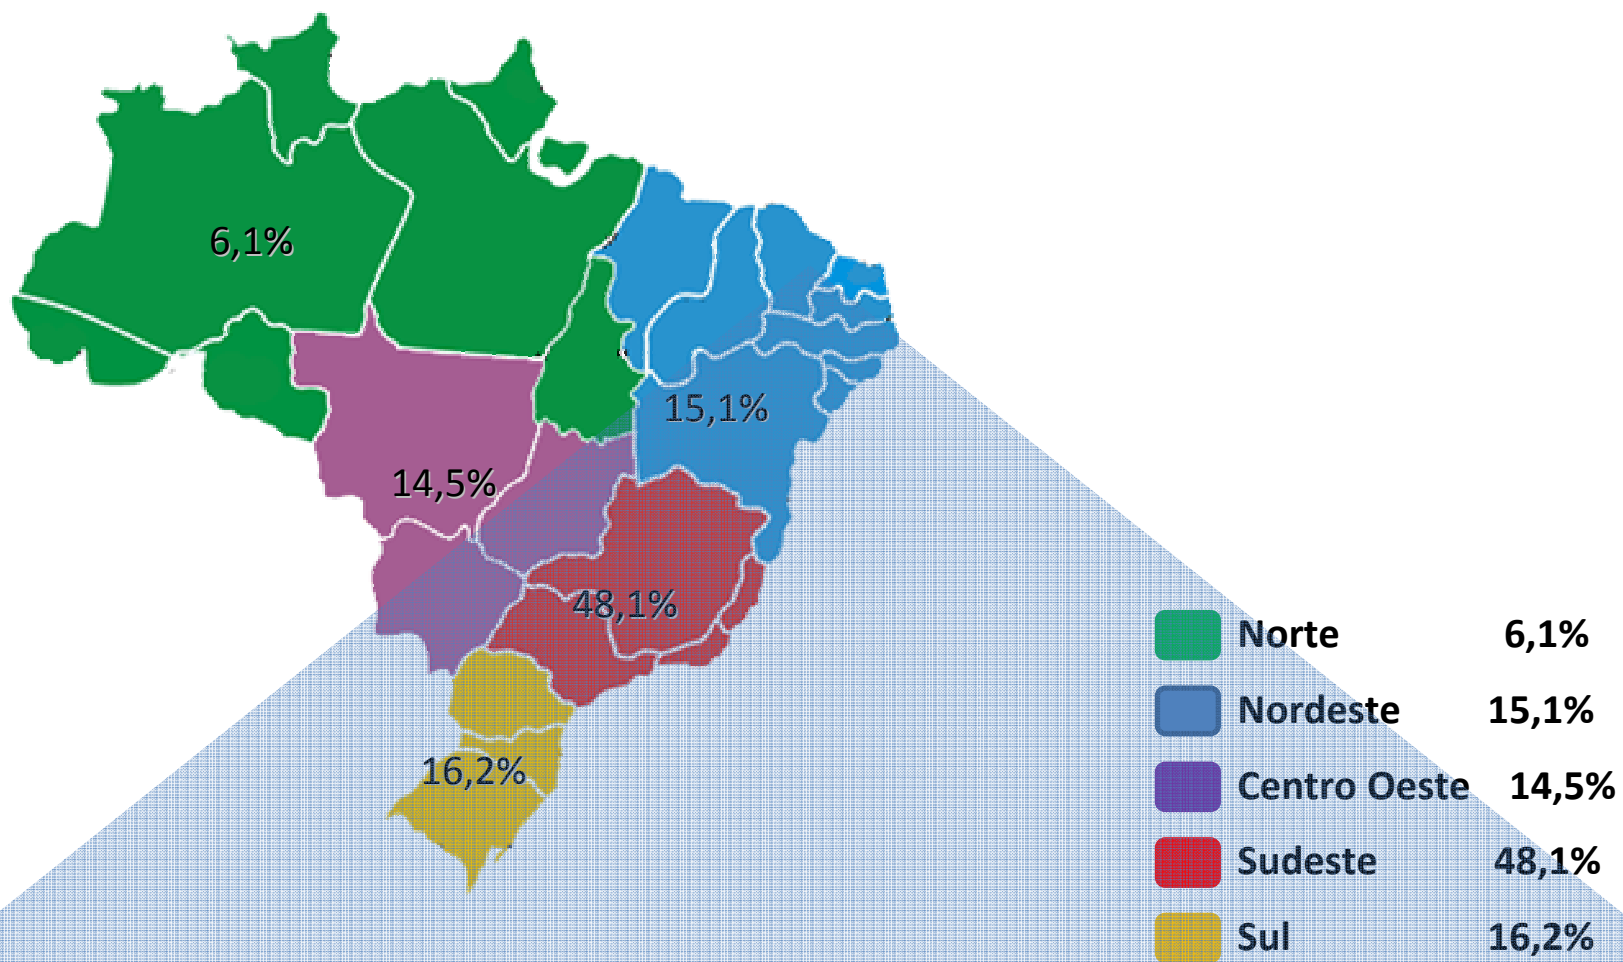 6,1%
15,1%
14,5%
48,1%
16,2%
Norte 6,1%
Nordeste 15,1%
Centro Oeste 14,5%
Sudeste 48,1%
Sul 16,2%